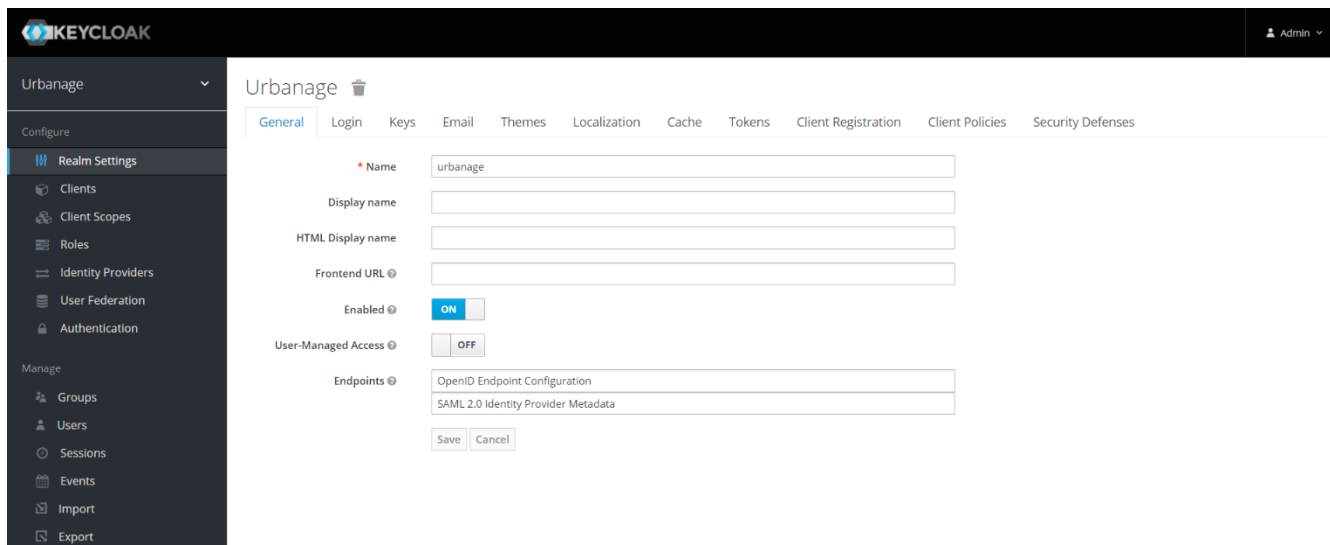 KEYCLOAK
Admin
Urbanage
Configure
Realm Settings
Clients
Client Scopes
Roles
Identity Providers
User Federation
Authentication
Manage
Groups
Users
Sessions
Events
Import
Export
Urbanage
General Login Keys Email Themes Localization Cache Tokens Client Registration Client Policies Security Defenses
* Name urbanage
Display name
HTML Display name
Frontend URL
Enabled ON
User-Managed Access OFF
Endpoints OpenID Endpoint Configuration
SAML 2.0 Identity Provider Metadata
Save Cancel